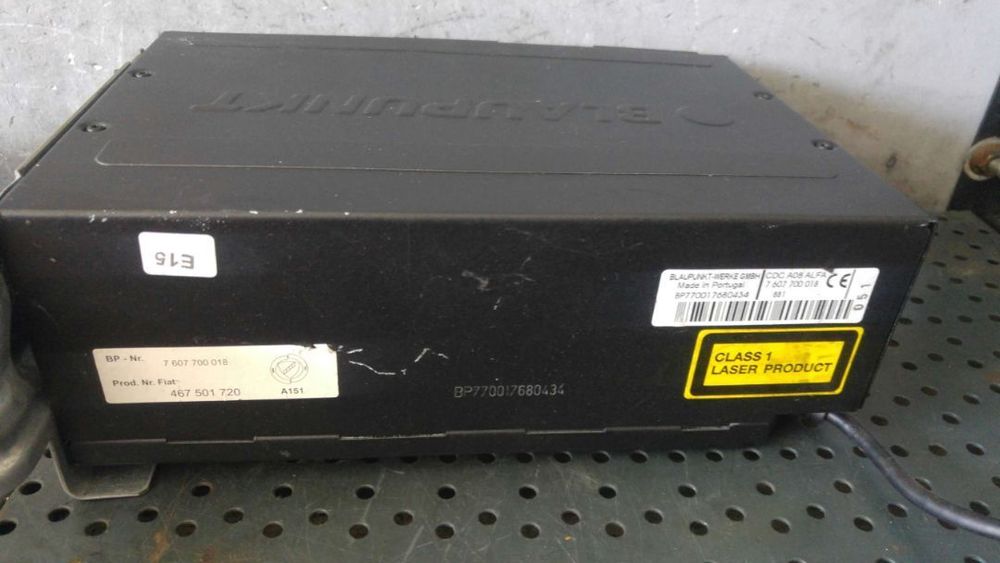 BLAUPUNKT
E15
BLAUPUNKT-WERKE GMBH
Made in Portugal
BP770017680434
CDC A08 ALFA
7 607 700 018
881
CE
051
BP - Nr. 7 607 700 018
Prod. Nr. Fiat:
467 501 720
A151
BP770017680434
CLASS 1
LASER PRODUCT